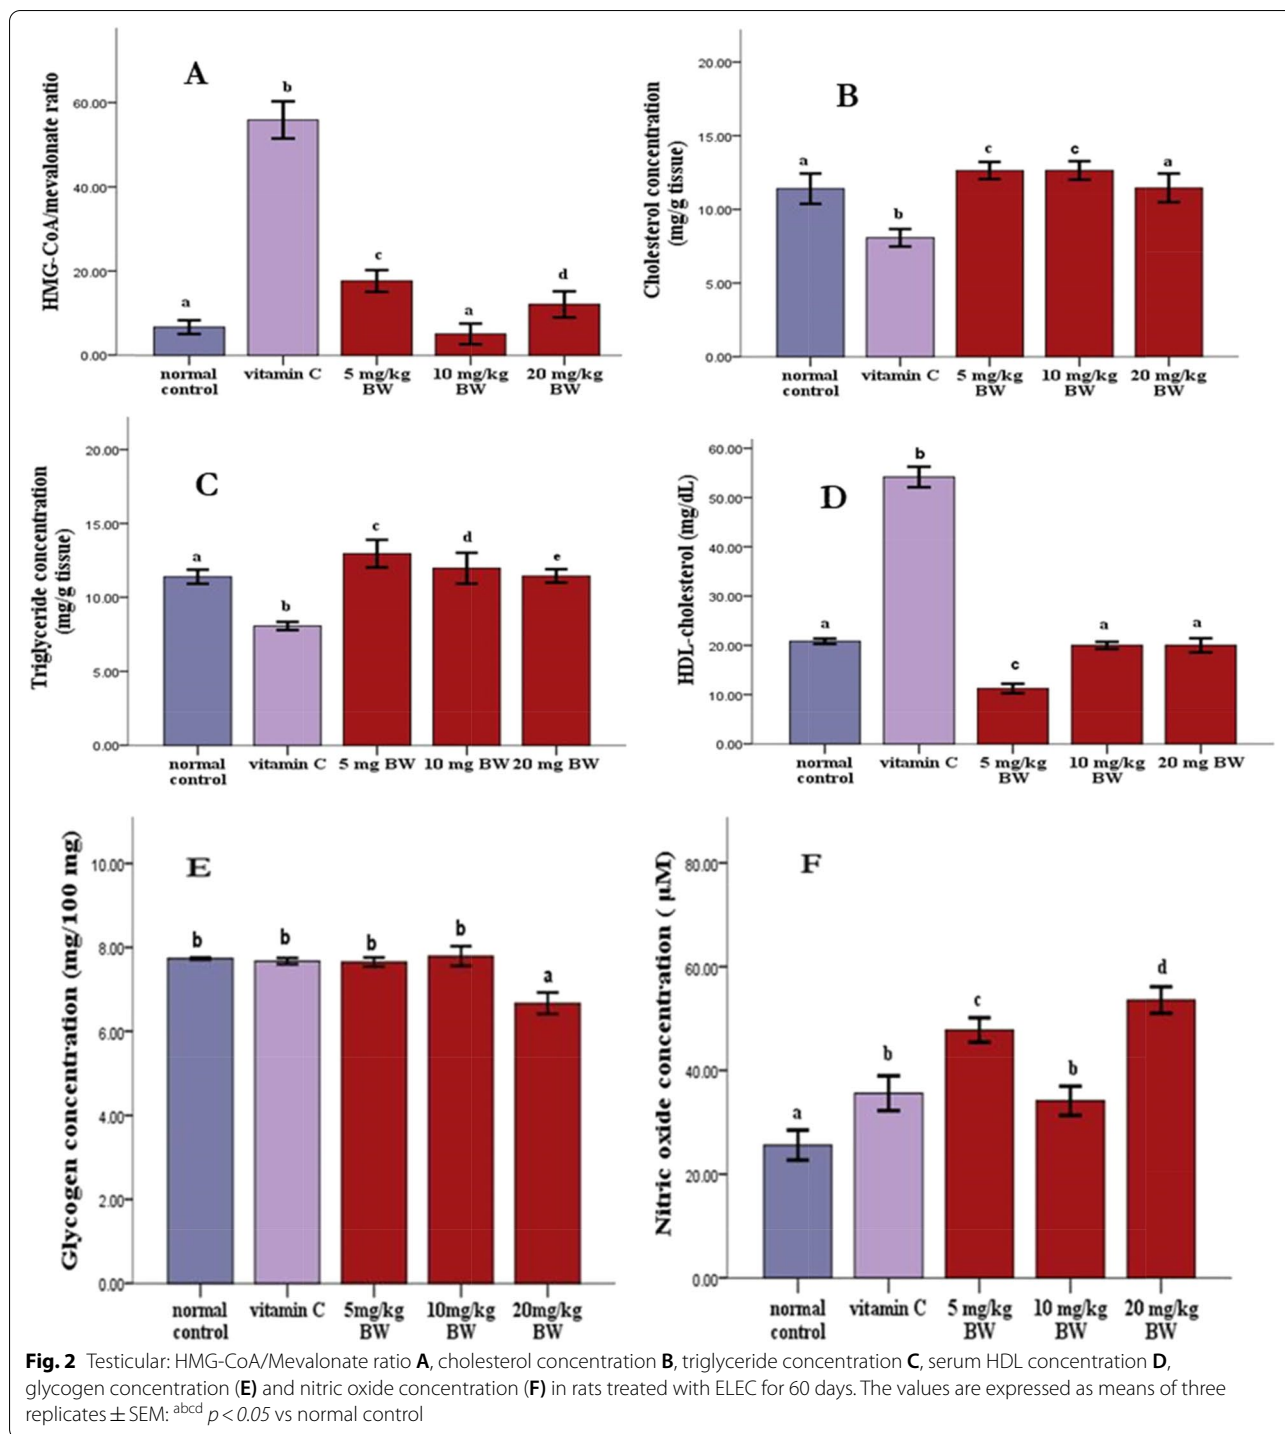 A
HMG-CoA/mevalonate ratio
60.00
40.00
20.00
0.00
a
b
c
a
d
normal control
vitamin C
5 mg/kg BW
10 mg/kg BW
20 mg/kg BW
B
Cholesterol concentration (mg/g tissue)
20.00
15.00
10.00
5.00
0.00
a
b
c
c
a
normal control
vitamin C
5 mg/kg BW
10 mg/kg BW
20 mg/kg BW
C
Triglyceride concentration (mg/g tissue)
20.00
15.00
10.00
5.00
0.00
a
b
c
d
e
normal control
vitamin C
5 mg BW
10 mg BW
20 mg BW
D
HDL-cholesterol (mg/dL)
60.00
50.00
40.00
30.00
20.00
10.00
0.00
a
b
c
a
a
normal control
vitamin C
5 mg/kg BW
10 mg/kg BW
20 mg BW
E
Glycogen concentration (mg/100 mg)
10.00
8.00
6.00
4.00
2.00
0.00
b
b
b
b
a
normal control
vitamin C
5mg/kg BW
10mg/kg BW
20mg/kg BW
F
Nitric oxide concentration ( µM)
80.00
60.00
40.00
20.00
0.00
a
b
c
b
d
normal control
vitamin C
5 mg/kg BW
10 mg/kg BW
20 mg/kg BW
Fig. 2 Testicular: HMG-CoA/Mevalonate ratio A, cholesterol concentration B, triglyceride concentration C, serum HDL concentration D,
glycogen concentration (E) and nitric oxide concentration (F) in rats treated with ELEC for 60 days. The values are expressed as means of three
replicates ± SEM: abcd p < 0.05 vs normal control